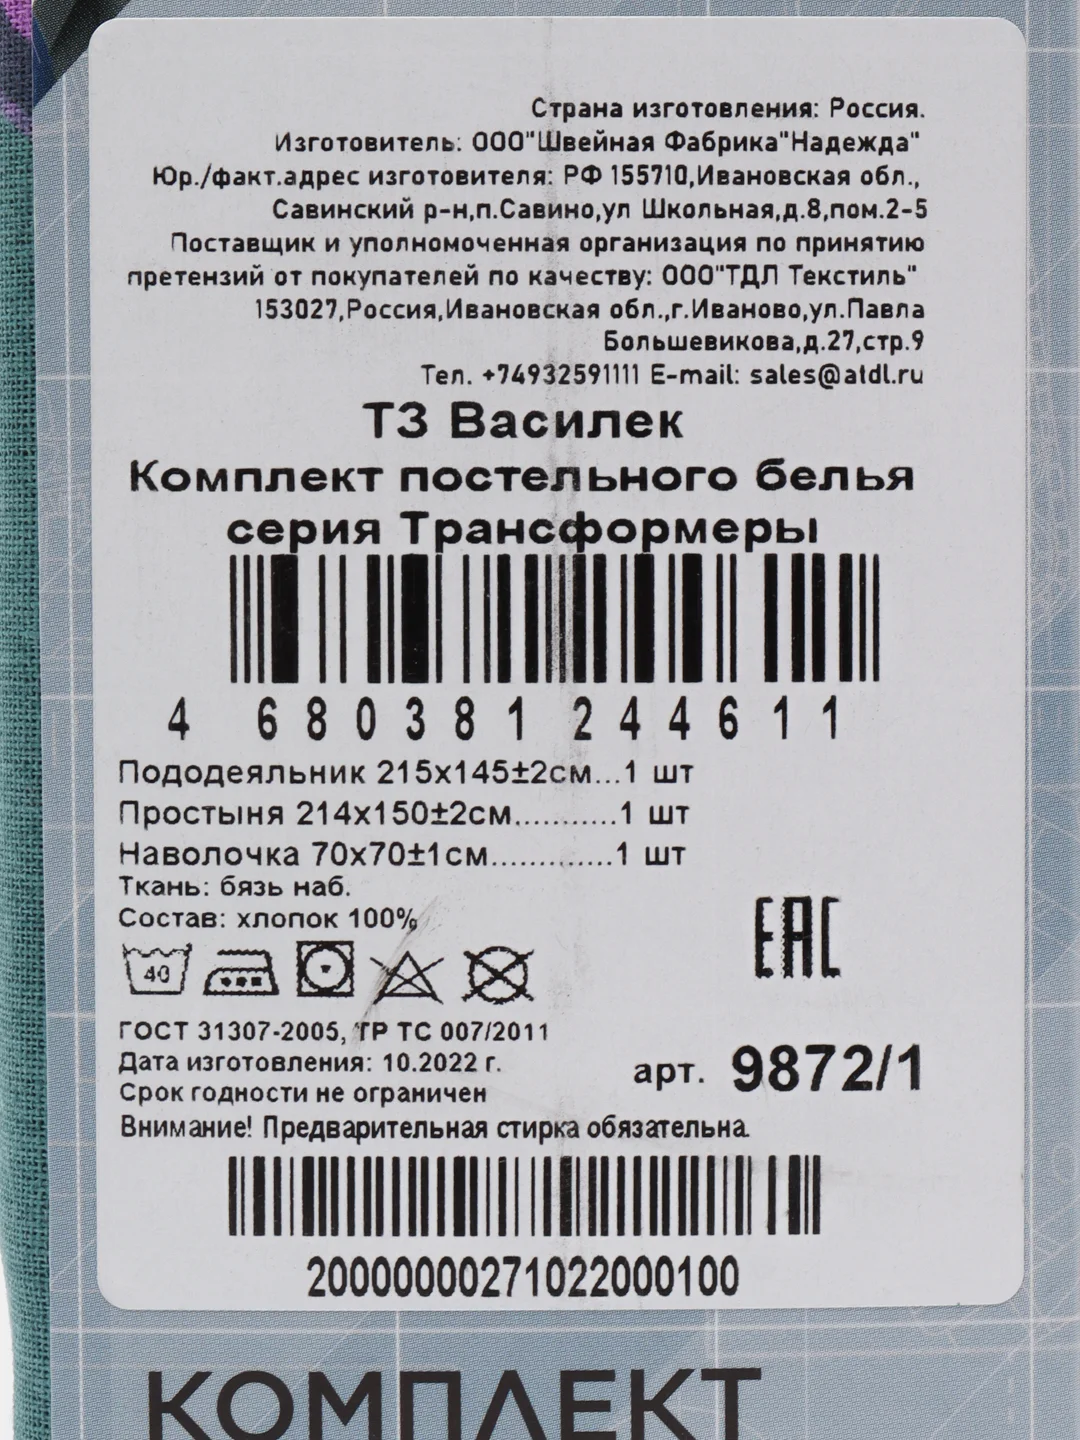 Страна изготовления: Россия.
Изготовитель: ООО"Швейная Фабрика"Надежда"
Юр./факт.адрес изготовителя: РФ 155710,Ивановская обл.,
Савинский р-н,п.Савино,ул Школьная,д.8,пом.2-5
Поставщик и уполномоченная организация по принятию
претензий от покупателей по качеству: ООО"ТДЛ Текстиль"
153027,Россия,Ивановская обл.,г.Иваново,ул.Павла
Большевикова,д.27,стр.9
Тел. +74932591111 E-mail: sales@atdl.ru
ТЗ Василек
Комплект постельного белья
серия Трансформеры
4 680381 244611
Пододеяльник 215х145±2см...1 шт
Простыня 214х150±2см...........1 шт
Наволочка 70х70±1см.............1 шт
Ткань: бязь наб.
Состав: хлопок 100%
40
EAC
ГОСТ 31307-2005, ТР ТС 007/2011
Дата изготовления: 10.2022 г.
арт. 9872/1
Срок годности не ограничен
Внимание! Предварительная стирка обязательна.
20000000271022000100
КОМПЛЕКТ